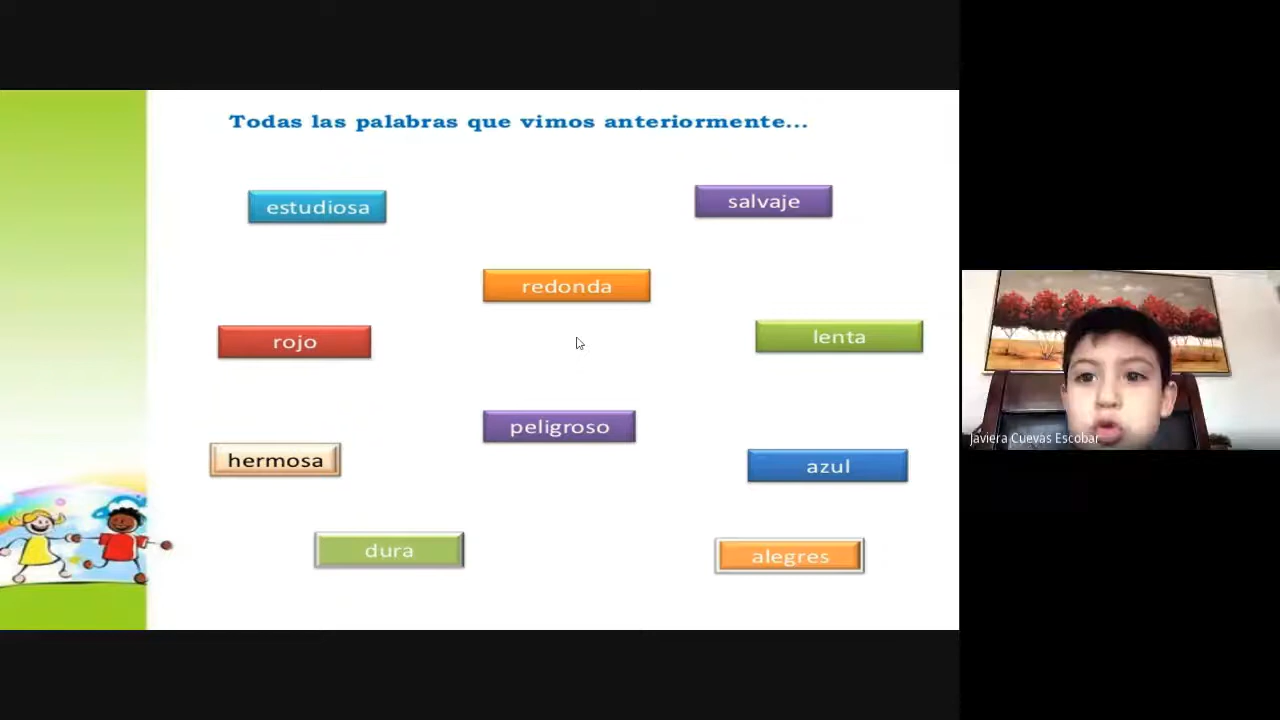 Todas las palabras que vimos anteriormente...
estudiosa
salvaje
redonda
rojo
lenta
peligroso
hermosa
azul
dura
alegres
Javiera Cuevas Escobar